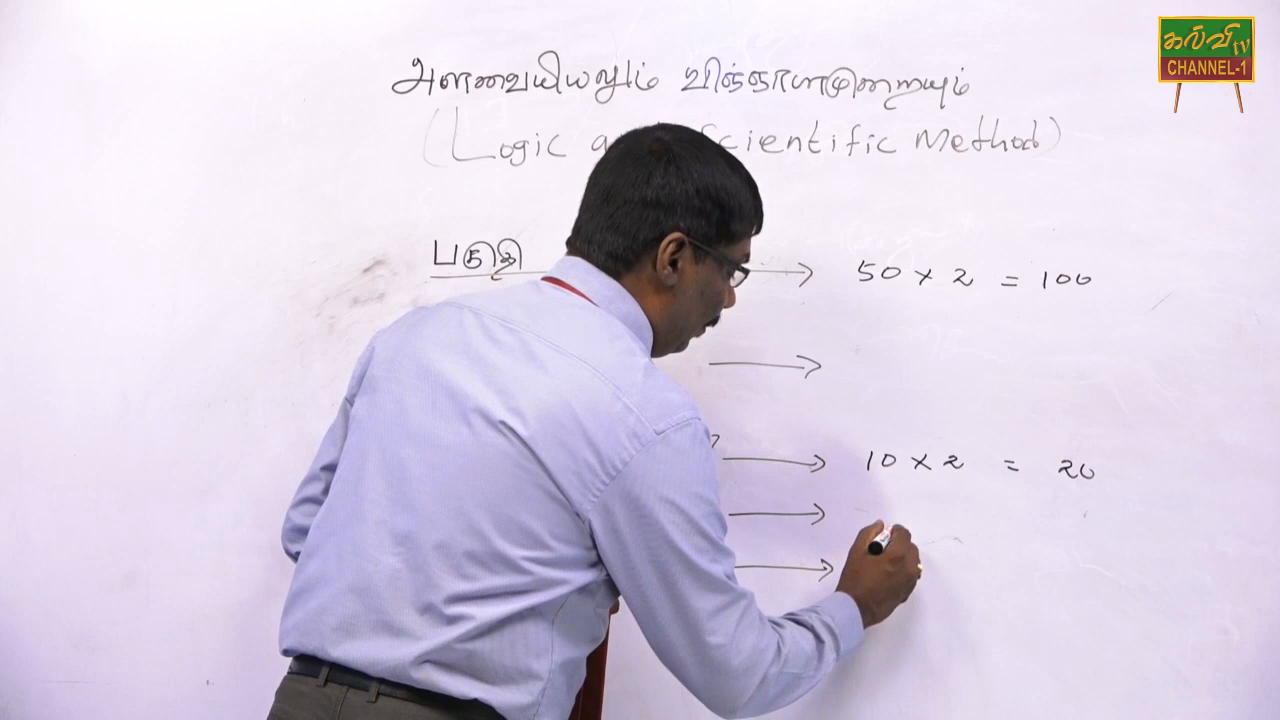 கல்வி TV
CHANNEL-1
அளவையியலும் விஞ்ஞானமுறையும்
(Logic a Scientific Method)
பகுதி → 50 x 2 = 100
→
→ 10 x 2 = 20
→
→